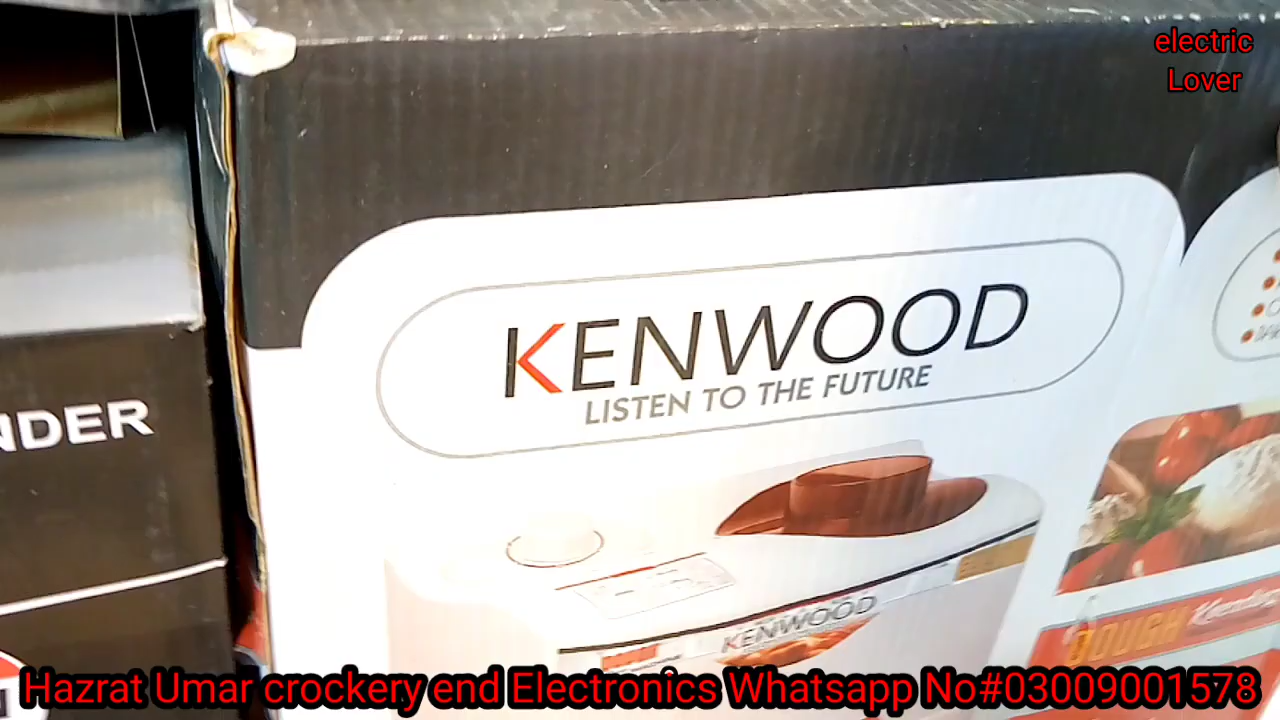 electric
Lover
KENWOOD
LISTEN TO THE FUTURE
NDER
KENWOOD
DOUGH
Hazrat Umar crockery end Electronics Whatsapp No#03009001578